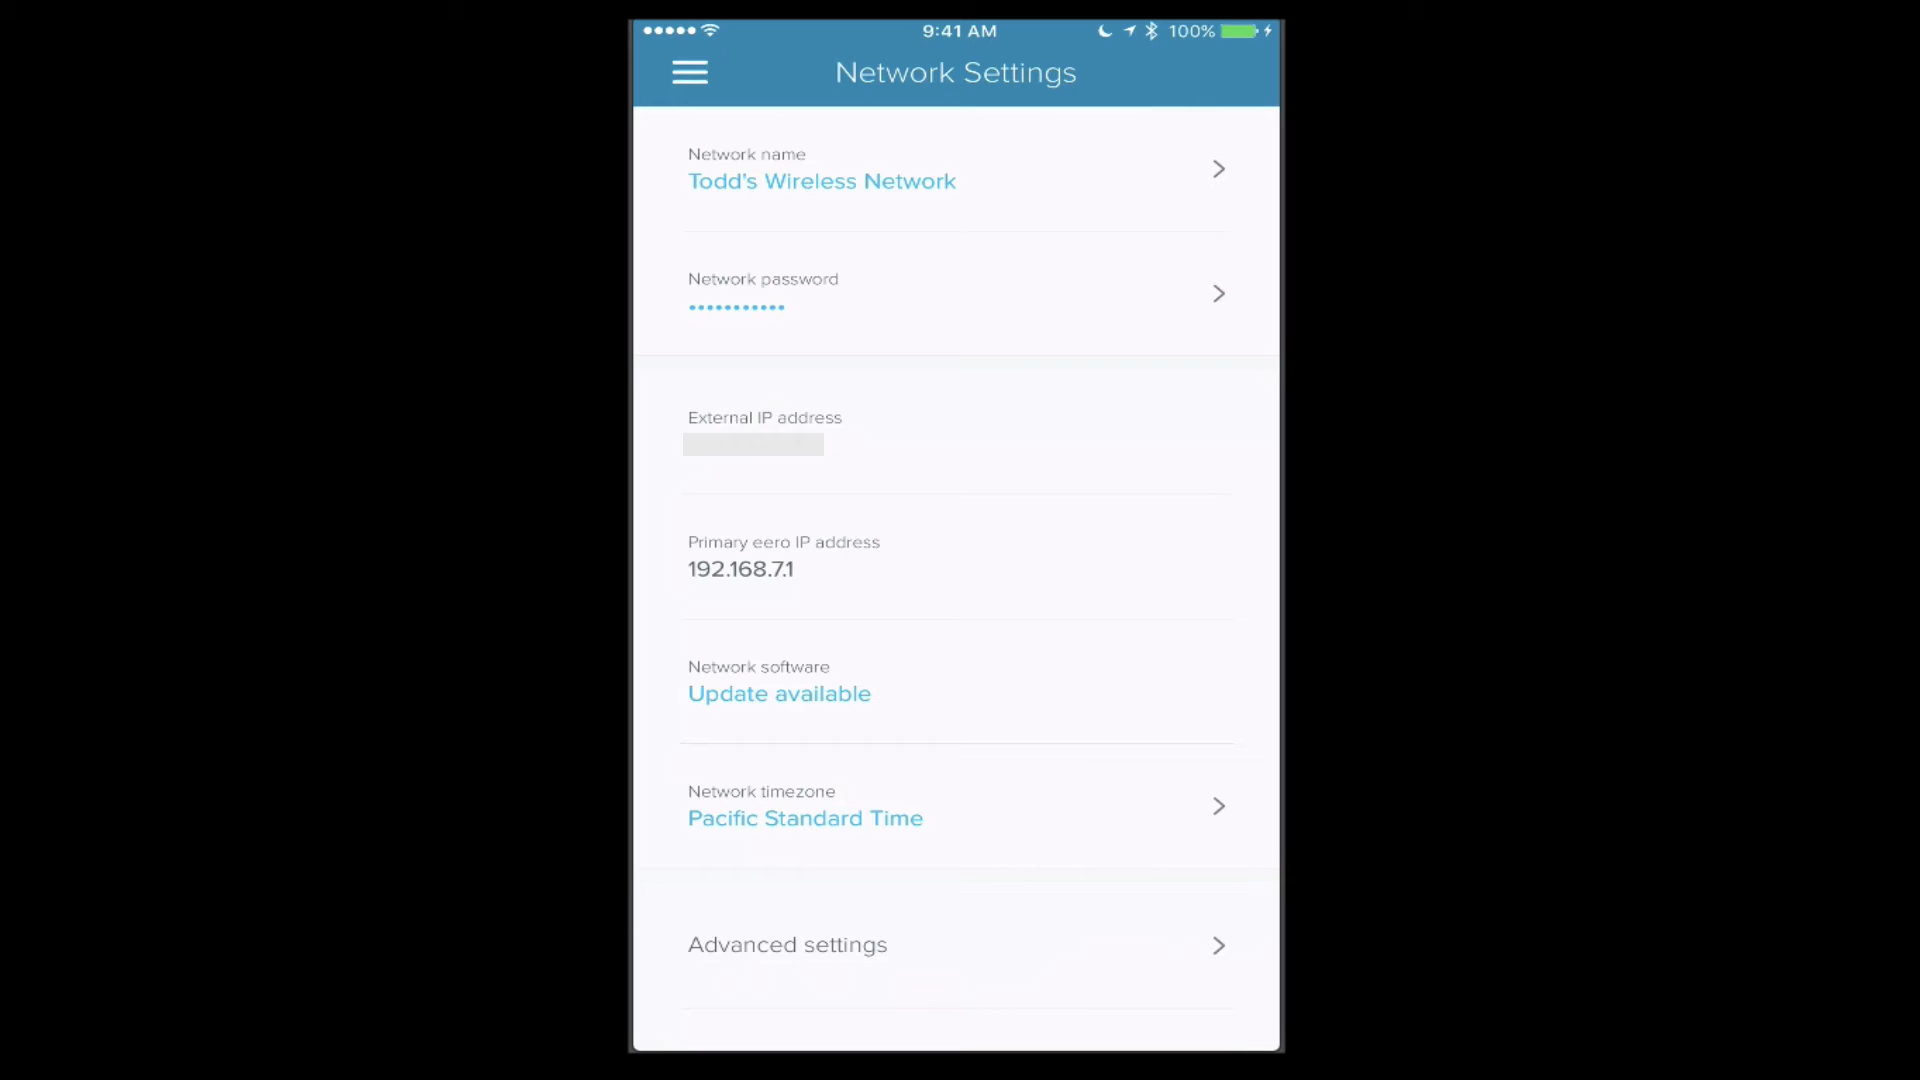 9:41 AM
100%
Network Settings
Network name
Todd's Wireless Network
Network password
•••••••••••
External IP address
Primary eero IP address
192.168.7.1
Network software
Update available
Network timezone
Pacific Standard Time
Advanced settings